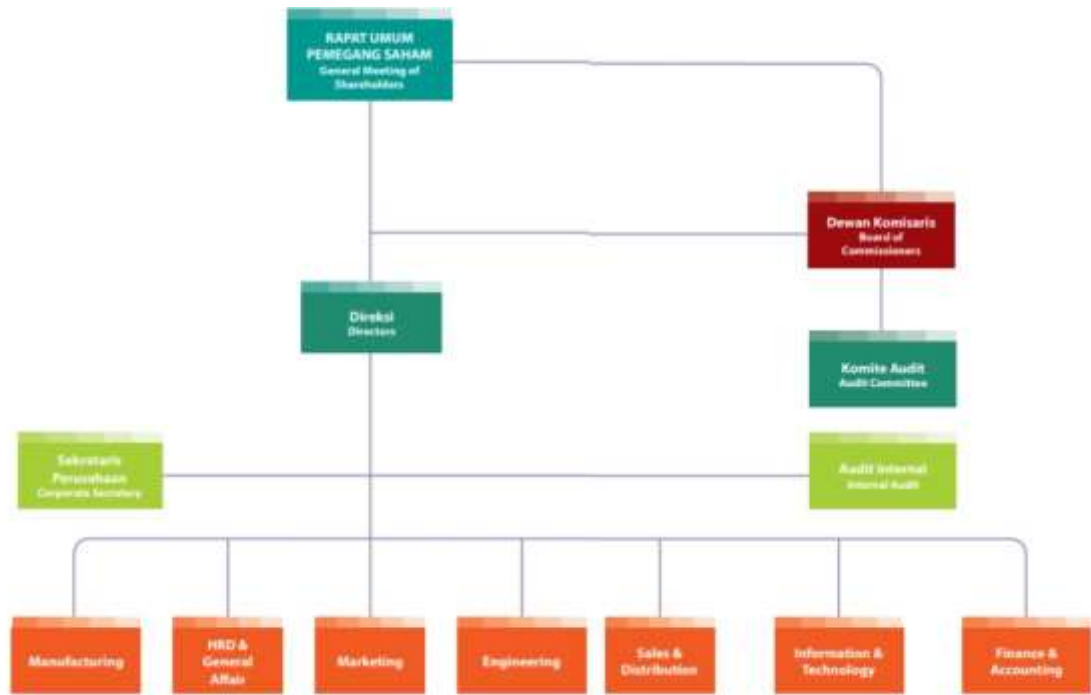 RAPAT UMUM
PEMEGANG SAHAM
General Meeting of
Shareholders
Dewan Komisaris
Board of
Commissioners
Direksi
Directors
Komite Audit
Audit Committee
Sekretaris
Perusahaan
Corporate Secretary
Audit Internal
Internal Audit
Manufacturing
HRD &
General
Affair
Marketing
Engineering
Sales &
Distribution
Information &
Technology
Finance &
Accounting